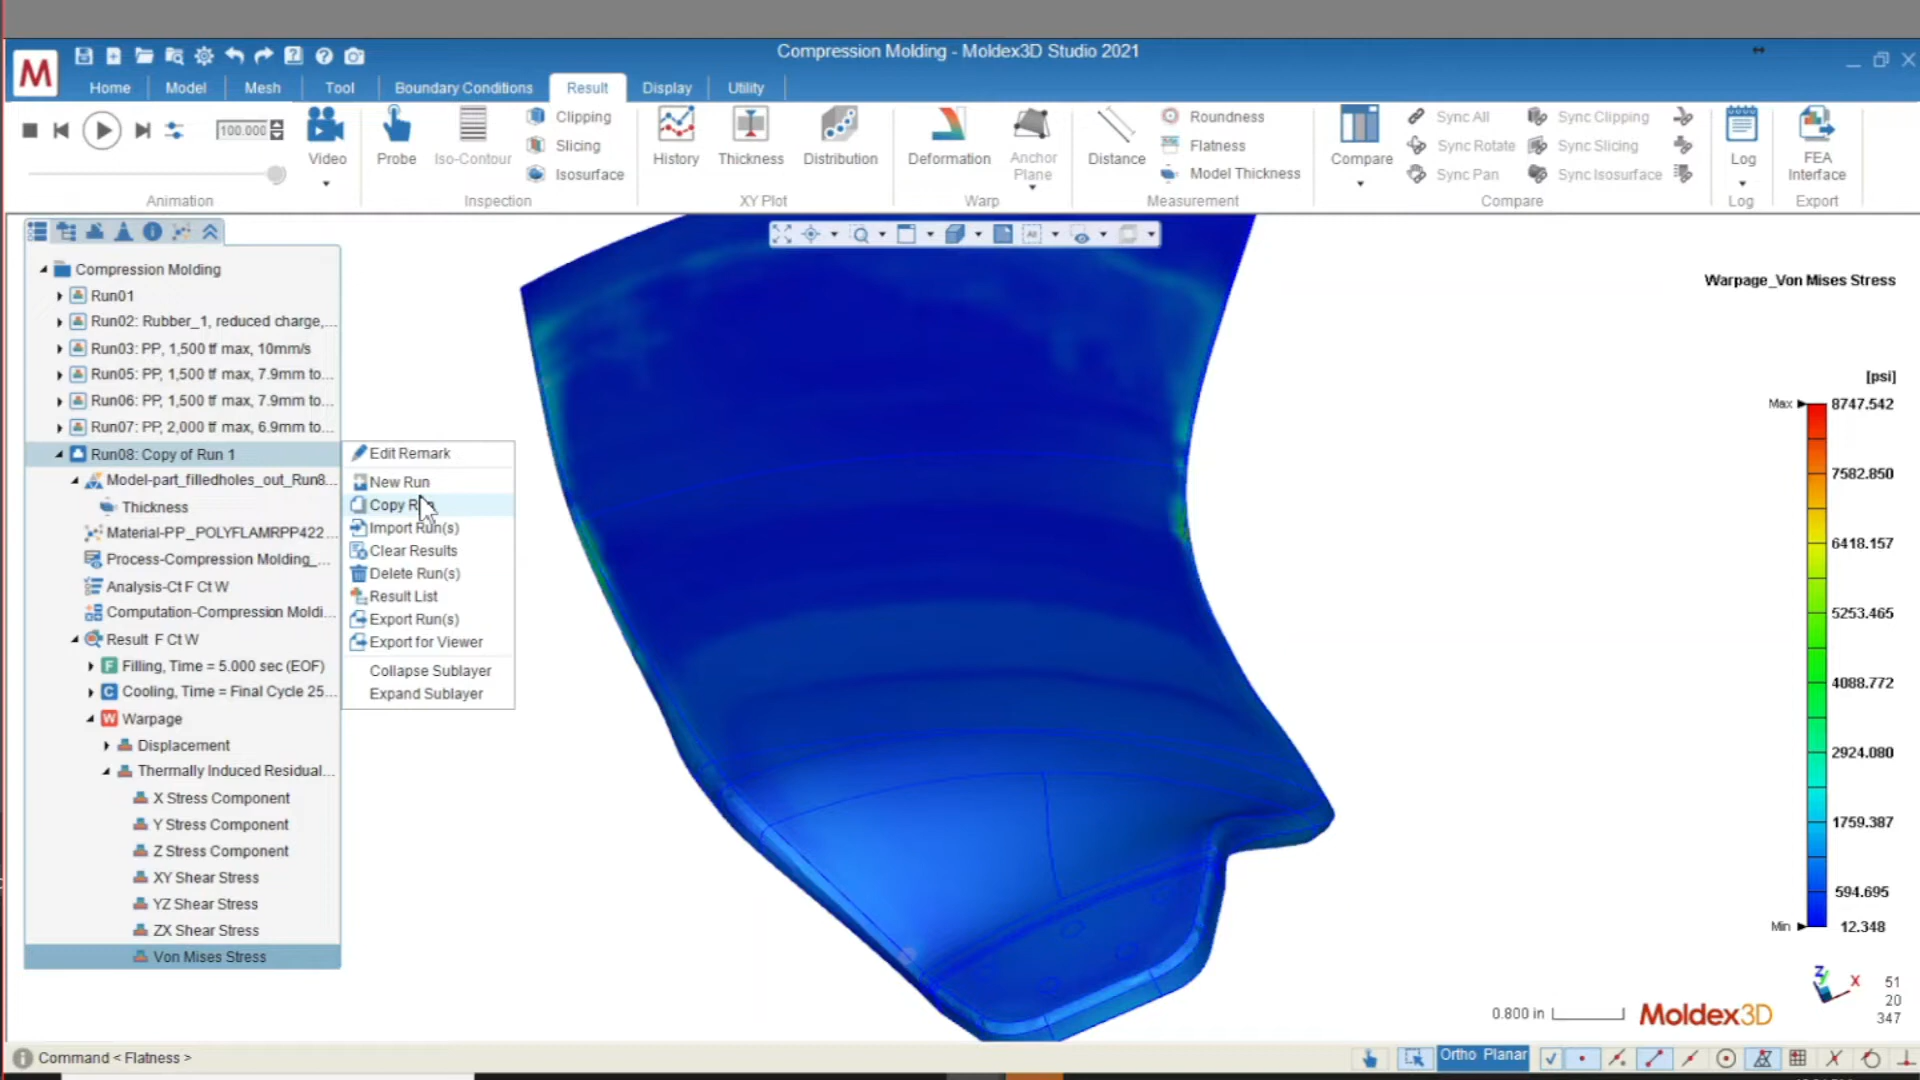 Compression Molding - Moldex3D Studio 2021
Home Model Mesh Tool Boundary Conditions Result Display Utility
100.000
Video
Animation
Probe
Iso-Contour
Clipping
Slicing
Isosurface
Inspection
History
Thickness
Distribution
XY Plot
Deformation
Anchor
Plane
Warp
Distance
Roundness
Flatness
Model Thickness
Measurement
Compare
Sync All
Sync Rotate
Sync Pan
Sync Clipping
Sync Slicing
Sync Isosurface
Compare
Log
Log
FEA
Interface
Export
Compression Molding
Run01
Run02: Rubber_1, reduced charge,...
Run03: PP, 1,500 tf max, 10mm/s
Run05: PP, 1,500 tf max, 7.9mm to...
Run06: PP, 1,500 tf max, 7.9mm to...
Run07: PP, 2,000 tf max, 6.9mm to...
Run08: Copy of Run 1
Model-part_filledholes_out_Run8...
Thickness
Material-PP_POLYFLAMRPP422...
Process-Compression Molding_...
Analysis-Ct F Ct W
Computation-Compression Moldi...
Result F Ct W
F Filling, Time = 5.000 sec (EOF)
C Cooling, Time = Final Cycle 25...
W Warpage
Displacement
Thermally Induced Residual...
X Stress Component
Y Stress Component
Z Stress Component
XY Shear Stress
YZ Shear Stress
ZX Shear Stress
Von Mises Stress
Edit Remark
New Run
Copy Run
Import Run(s)
Clear Results
Delete Run(s)
Result List
Export Run(s)
Export for Viewer
Collapse Sublayer
Expand Sublayer
All
Warpage_Von Mises Stress
[psi]
Max 8747.542
7582.850
6418.157
5253.465
4088.772
2924.080
1759.387
594.695
Min 12.348
Z
Y
X
51
20
347
0.800 in
Moldex3D
Command < Flatness >
Ortho Planar